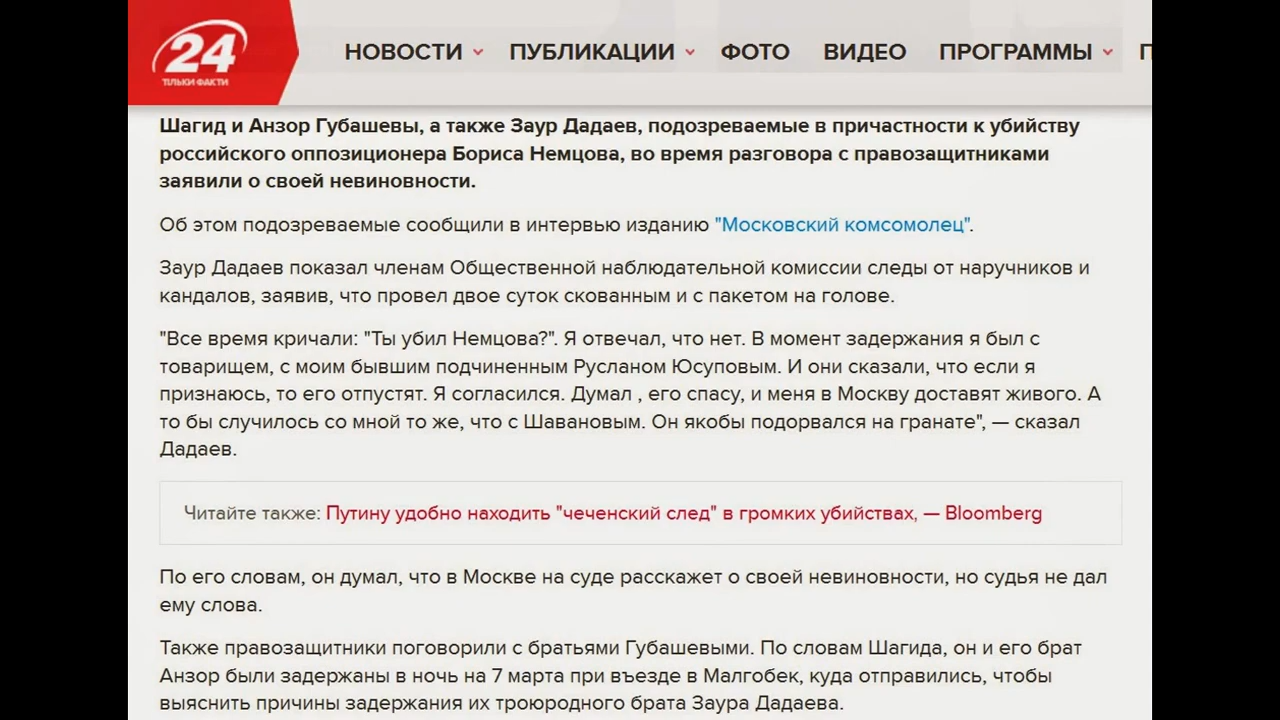 24
ТІЛЬКИ ФАКТИ
НОВОСТИ ПУБЛИКАЦИИ ФОТО ВИДЕО ПРОГРАММЫ П
Шагид и Анзор Губашевы, а также Заур Дадаев, подозреваемые в причастности к убийству
российского оппозиционера Бориса Немцова, во время разговора с правозащитниками
заявили о своей невиновности.
Об этом подозреваемые сообщили в интервью изданию "Московский комсомолец".
Заур Дадаев показал членам Общественной наблюдательной комиссии следы от наручников и
кандалов, заявив, что провел двое суток скованным и с пакетом на голове.
"Все время кричали: "Ты убил Немцова?". Я отвечал, что нет. В момент задержания я был с
товарищем, с моим бывшим подчиненным Русланом Юсуповым. И они сказали, что если я
признаюсь, то его отпустят. Я согласился. Думал , его спасу, и меня в Москву доставят живого. А
то бы случилось со мной то же, что с Шавановым. Он якобы подорвался на гранате", — сказал
Дадаев.
Читайте также: Путину удобно находить "чеченский след" в громких убийствах, — Bloomberg
По его словам, он думал, что в Москве на суде расскажет о своей невиновности, но судья не дал
ему слова.
Также правозащитники поговорили с братьями Губашевыми. По словам Шагида, он и его брат
Анзор были задержаны в ночь на 7 марта при въезде в Малгобек, куда отправились, чтобы
выяснить причины задержания их троюродного брата Заура Дадаева.